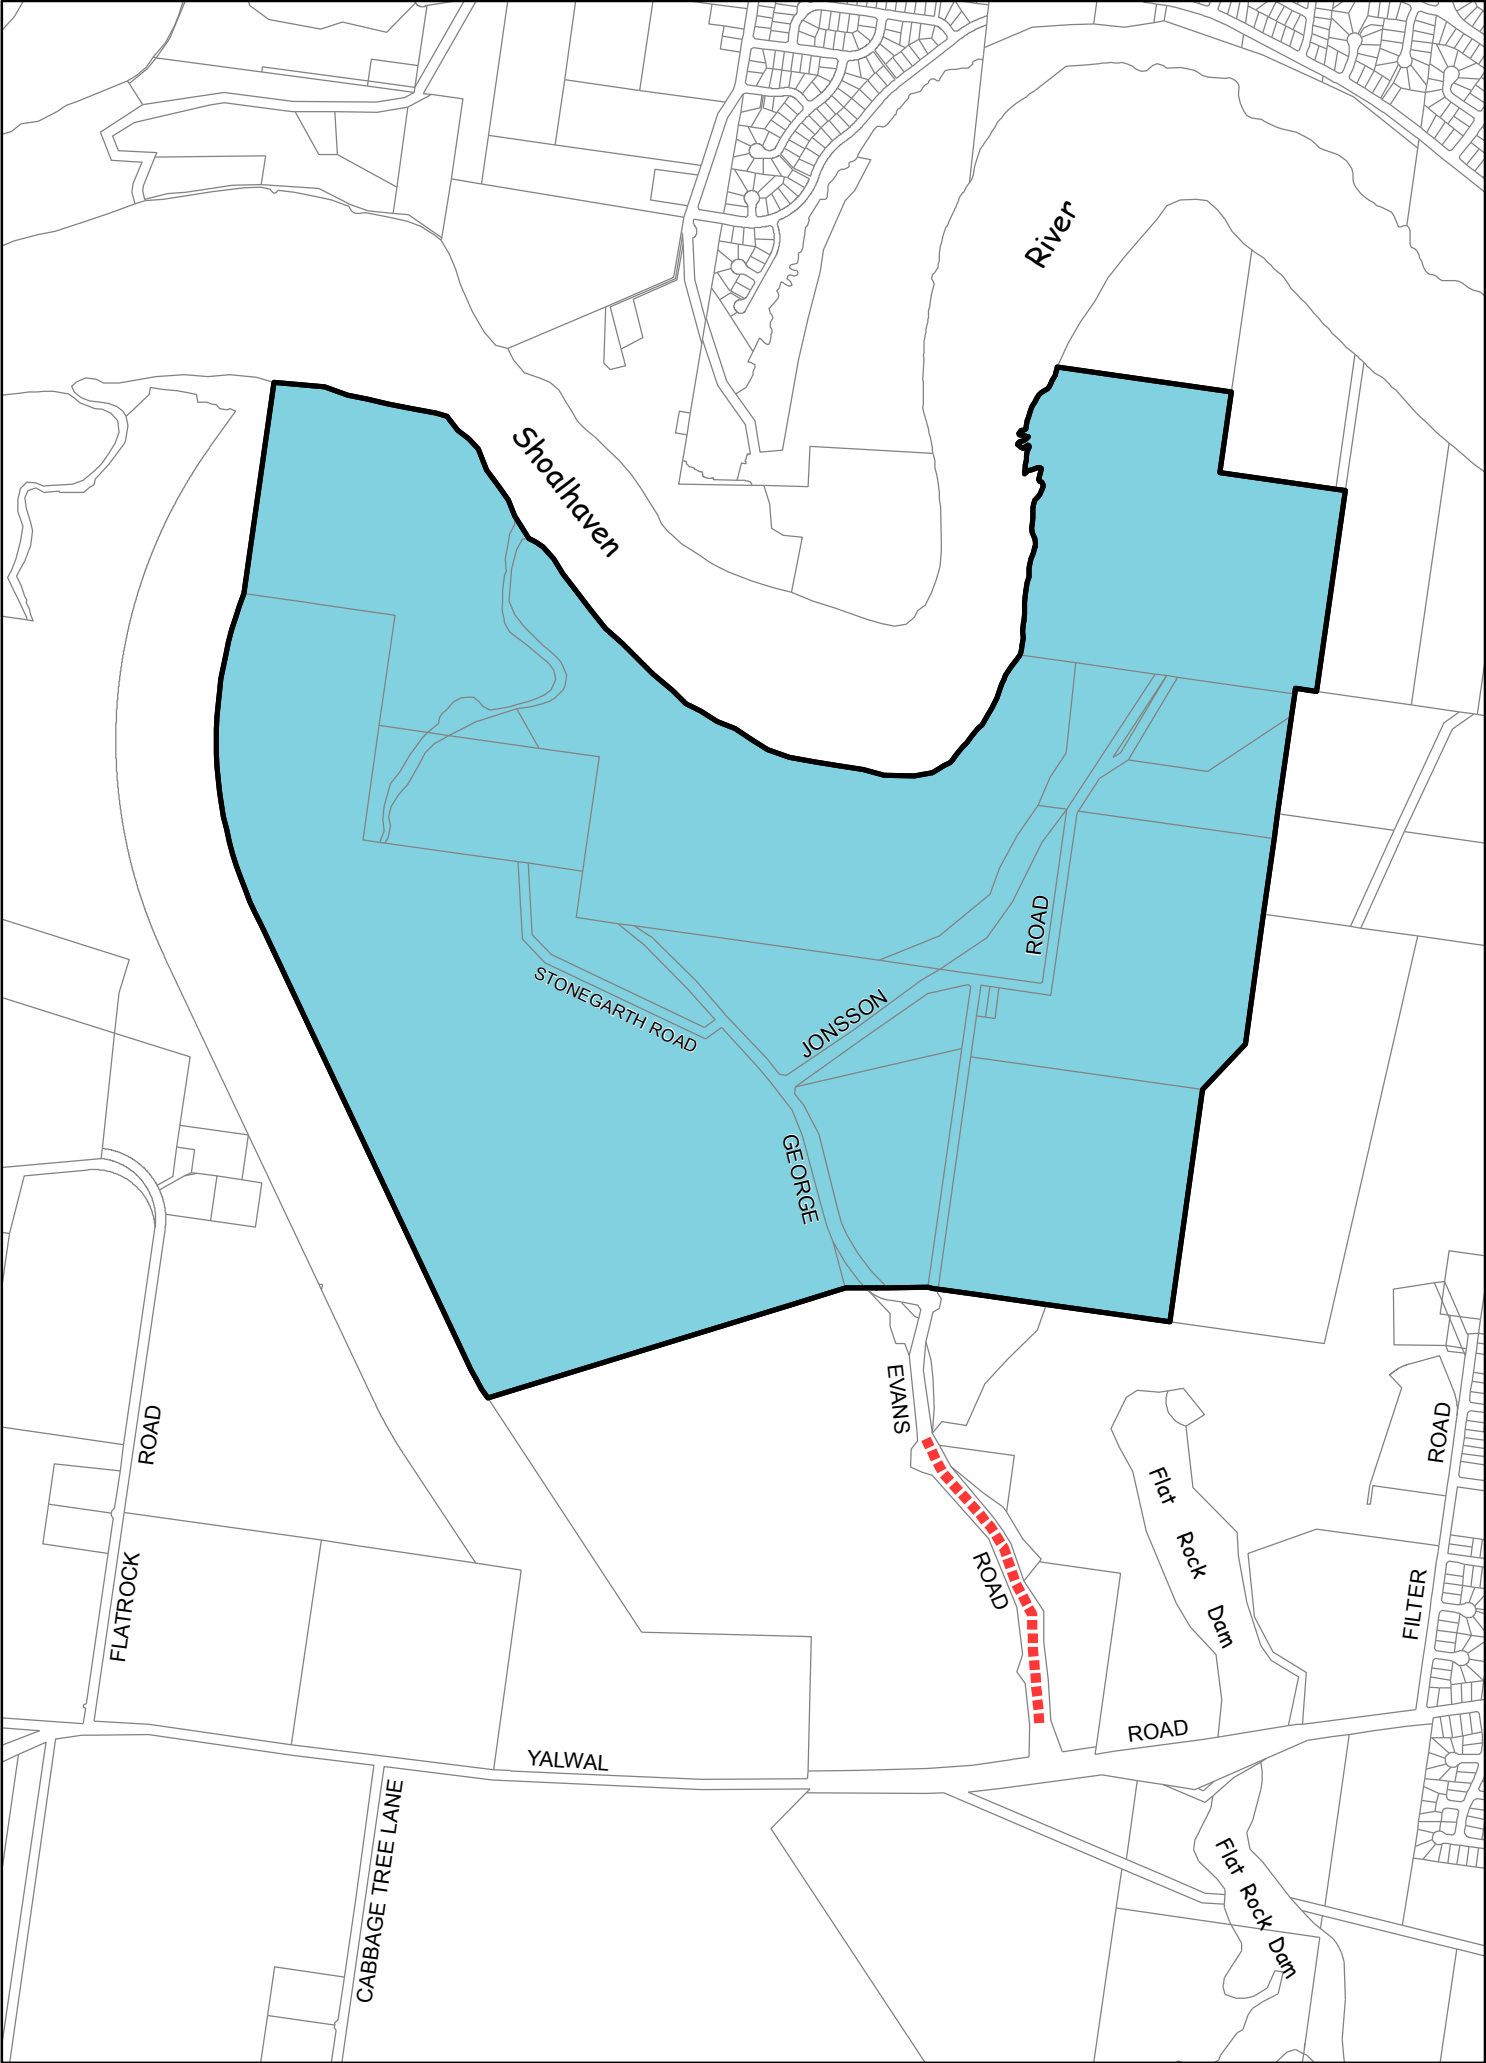 River
Shoalhaven
ROAD
STONEGARTH ROAD
JONSSON
GEORGE
EVANS
ROAD
ROAD
ROAD
Flat
Rock
Dam
ROAD
FLATROCK
FILTER
ROAD
YALWAL
CABBAGE TREE LANE
Flat Rock Dam